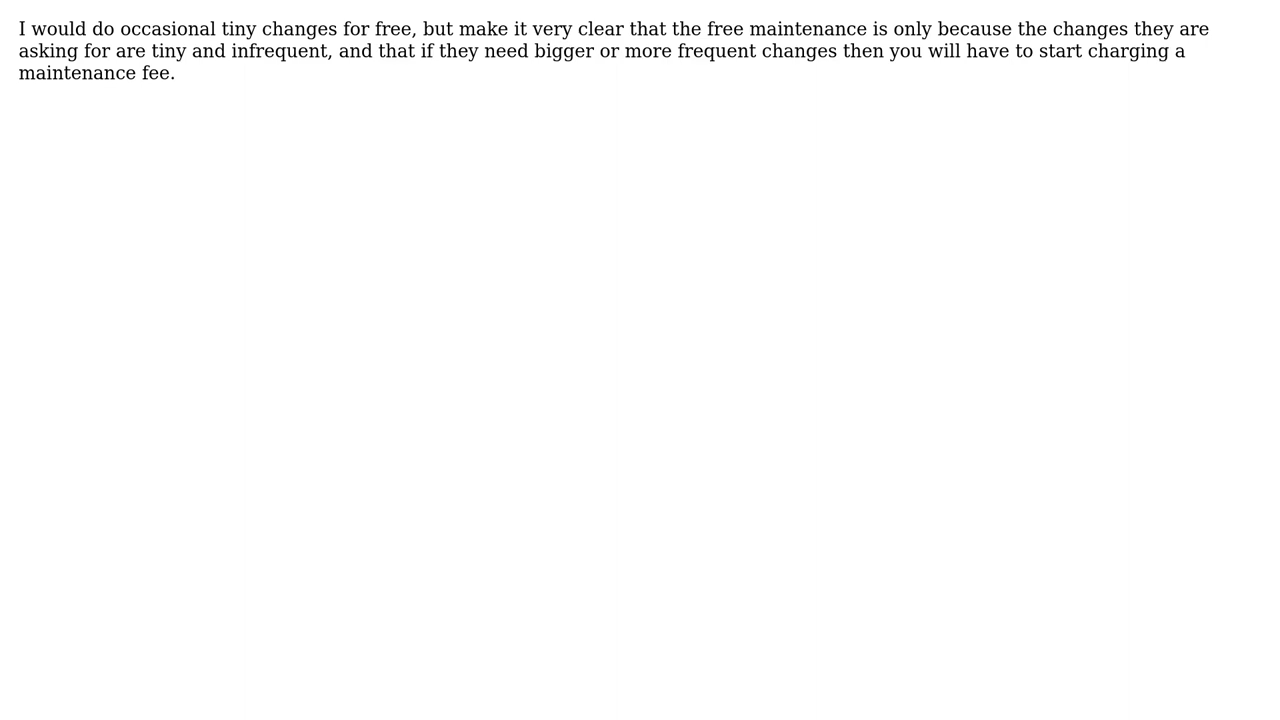 I would do occasional tiny changes for free, but make it very clear that the free maintenance is only because the changes they are
asking for are tiny and infrequent, and that if they need bigger or more frequent changes then you will have to start charging a
maintenance fee.